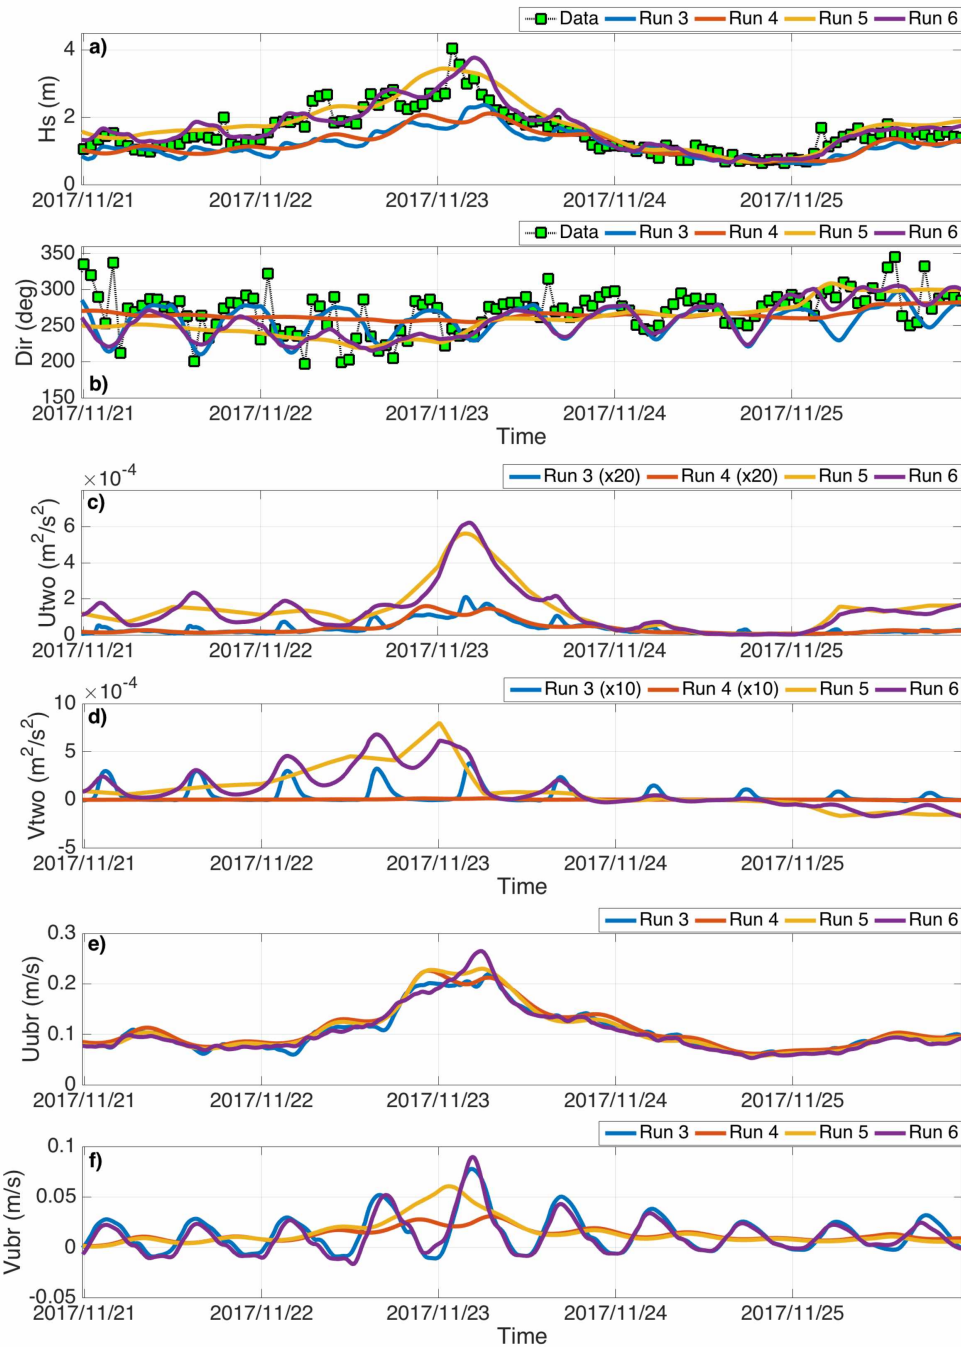 Data Run 3 Run 4 Run 5 Run 6
a)
Hs (m)
4
2
0
2017/11/21 2017/11/22 2017/11/23 2017/11/24 2017/11/25
Data Run 3 Run 4 Run 5 Run 6
Dir (deg)
350
300
250
200
150
b)
2017/11/21 2017/11/22 2017/11/23 2017/11/24 2017/11/25
Time
×10⁻⁴
Run 3 (x20) Run 4 (x20) Run 5 Run 6
c)
Utwo (m²/s²)
6
4
2
0
2017/11/21 2017/11/22 2017/11/23 2017/11/24 2017/11/25
×10⁻⁴
Run 3 (x10) Run 4 (x10) Run 5 Run 6
d)
Vtwo (m²/s²)
10
5
0
-5
2017/11/21 2017/11/22 2017/11/23 2017/11/24 2017/11/25
Time
Run 3 Run 4 Run 5 Run 6
e)
Uubr (m/s)
0.3
0.2
0.1
0
2017/11/21 2017/11/22 2017/11/23 2017/11/24 2017/11/25
Run 3 Run 4 Run 5 Run 6
f)
Vubr (m/s)
0.1
0.05
0
-0.05
2017/11/21 2017/11/22 2017/11/23 2017/11/24 2017/11/25
Time